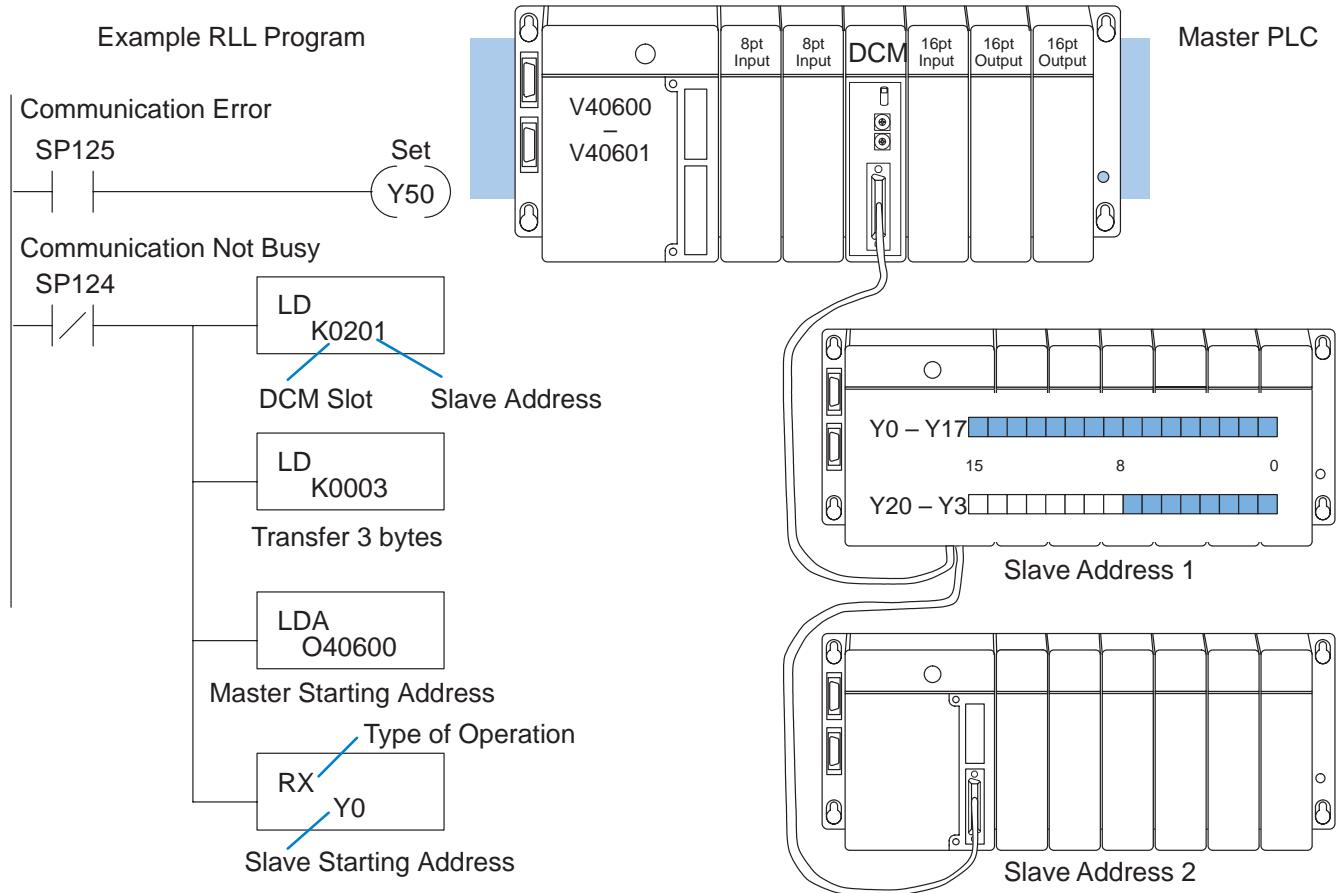 Example RLL Program
Communication Error
SP125
Set
Y50
Communication Not Busy
SP124
LD
K0201
DCM Slot
Slave Address
LD
K0003
Transfer 3 bytes
LDA
O40600
Master Starting Address
Type of Operation
RX
Y0
Slave Starting Address
Master PLC
8pt
Input
8pt
Input
DCM
16pt
Input
16pt
Output
16pt
Output
V40600
–
V40601
Y0 – Y17
15 8 0
Y20 – Y3
Slave Address 1
Slave Address 2